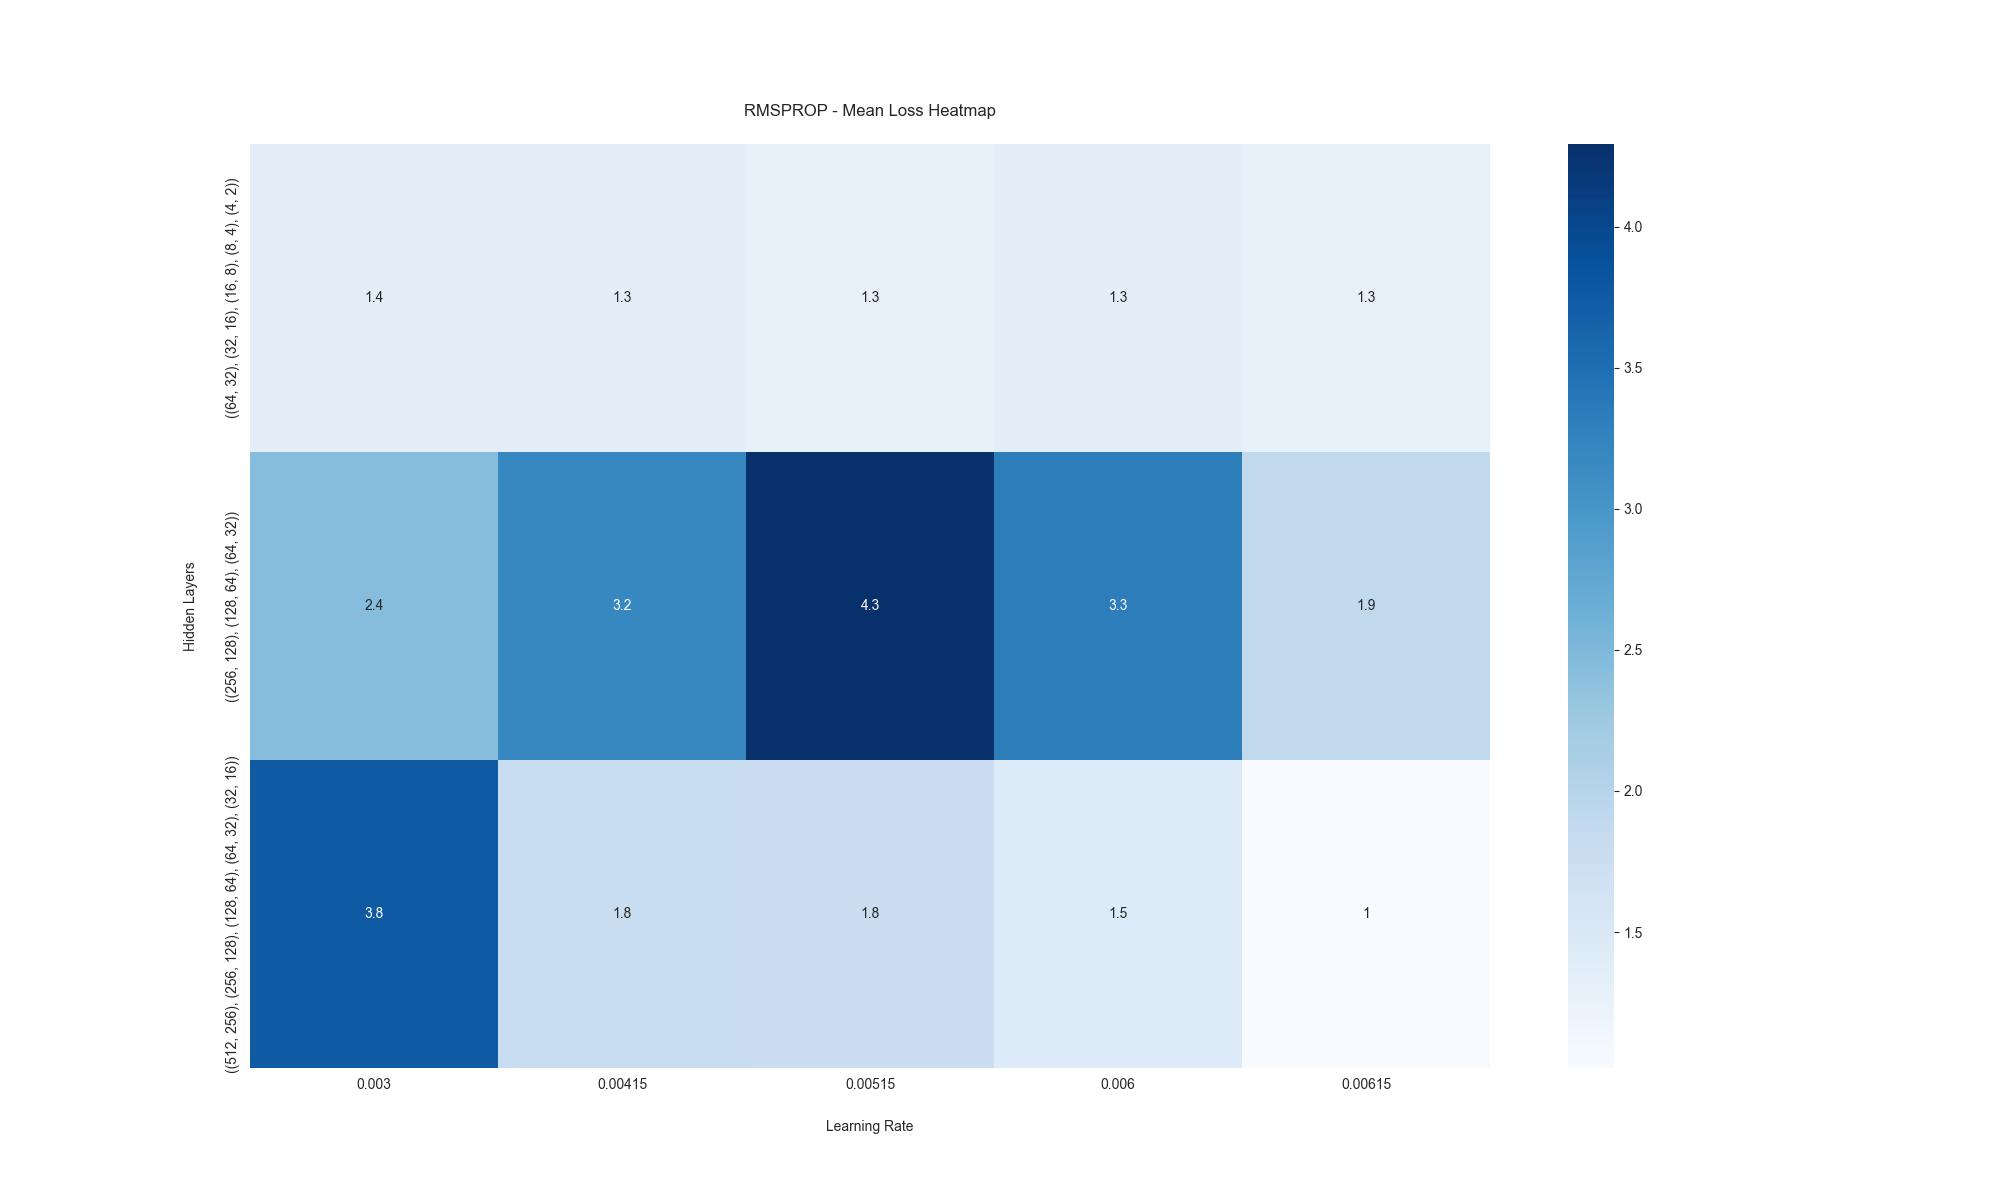 RMSPROP - Mean Loss Heatmap
Hidden Layers
((64, 32), (32, 16), (16, 8), (8, 4), (4, 2))
1.4 1.3 1.3 1.3 1.3
((256, 128), (128, 64), (64, 32))
2.4 3.2 4.3 3.3 1.9
((512, 256), (256, 128), (128, 64), (64, 32), (32, 16))
3.8 1.8 1.8 1.5 1
0.003 0.00415 0.00515 0.006 0.00615
Learning Rate
4.0
3.5
3.0
2.5
2.0
1.5